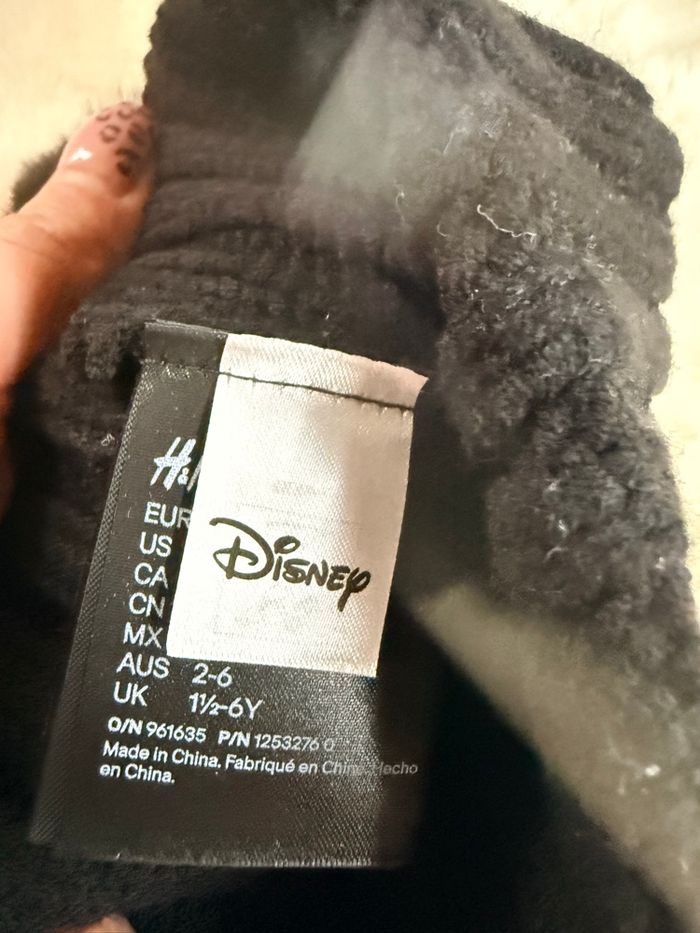 H&
EUR
US
CA
CN
MX
AUS 2-6
UK 1½-6Y
O/N 961635 P/N 1253276 0
Made in China. Fabriqué en Chine. Hecho
en China.
Disney